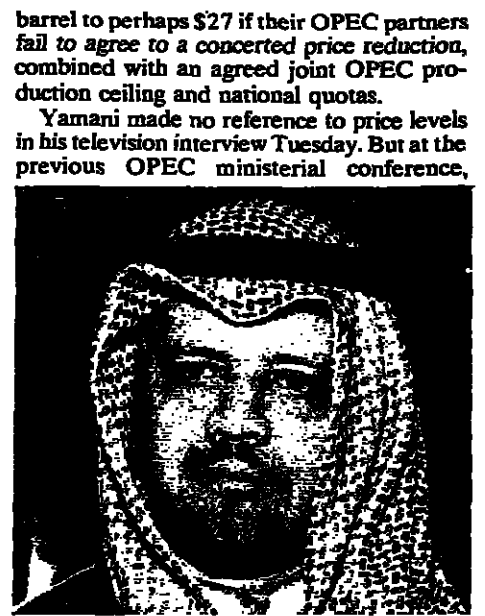 barrel to perhaps $27 if their OPEC partners
fail to agree to a concerted price reduction,
combined with an agreed joint OPEC pro-
duction ceiling and national quotas.
Yamani made no reference to price levels
in his television interview Tuesday. But at the
previous OPEC ministerial conference,